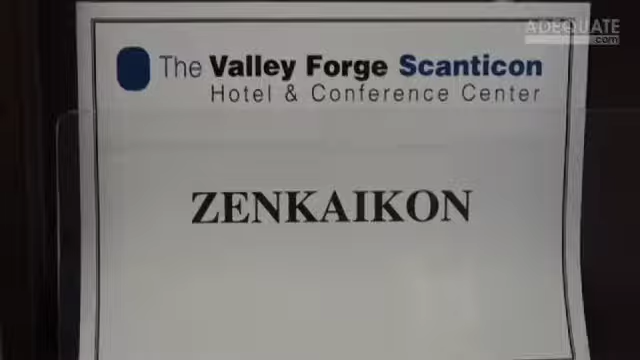 ADEQUATE
.com
The Valley Forge Scanticon
Hotel & Conference Center
ZENKAIKON